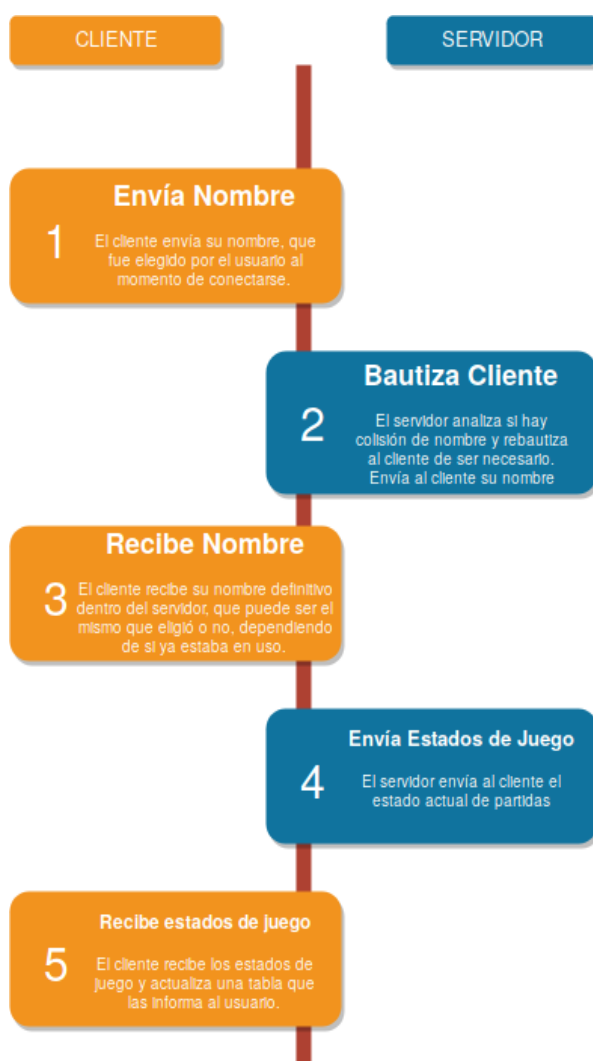 CLIENTE
SERVIDOR
Envía Nombre
1
El cliente envía su nombre, que
fue elegido por el usuario al
momento de conectarse.
Bautiza Cliente
2
El servidor analiza si hay
colisión de nombre y rebautiza
al cliente de ser necesario.
Envía al cliente su nombre
Recibe Nombre
3
El cliente recibe su nombre definitivo
dentro del servidor, que puede ser el
mismo que eligió o no, dependiendo
de si ya estaba en uso.
Envía Estados de Juego
4
El servidor envía al cliente el
estado actual de partidas
Recibe estados de juego
5
El cliente recibe los estados de
juego y actualiza una tabla que
las informa al usuario.